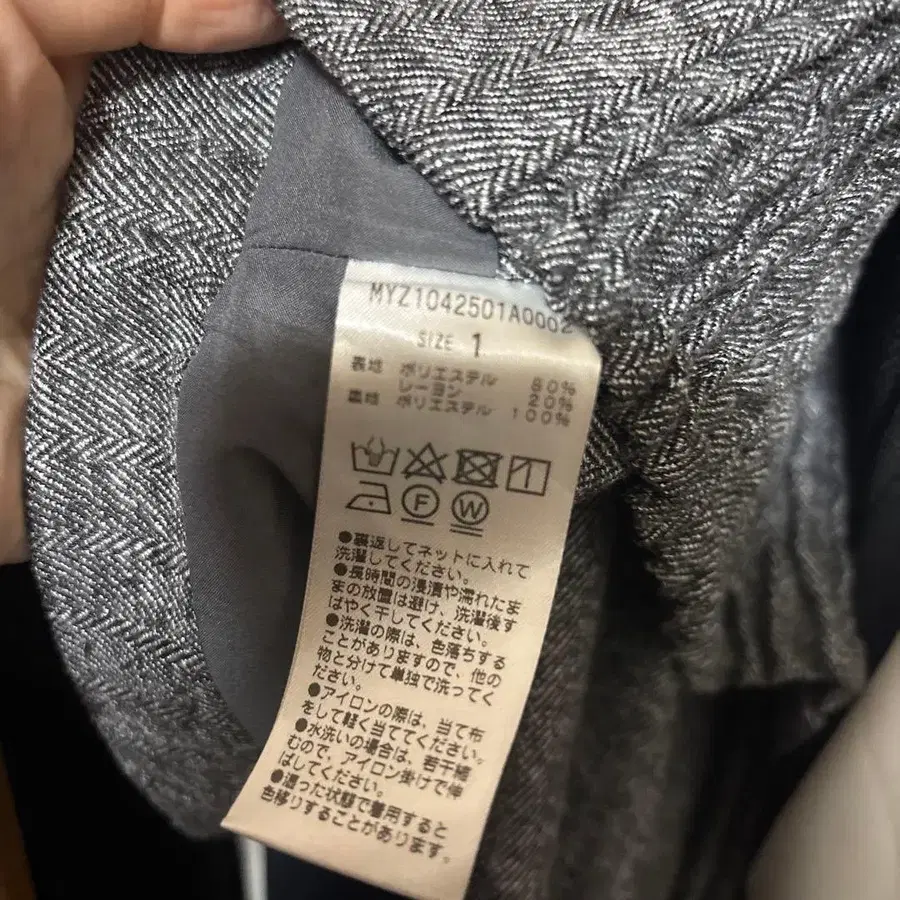 MYZ1042501A0002
SIZE 1
表地 ポリエステル 80%
レーヨン 20%
裏地 ポリエステル 100%
F W
●裏返してネットに入れて
洗濯してください。
●長時間の浸漬や濡れたま
まの放置は避け、洗濯後す
ばやく干してください。
●洗濯の際は、色落ちする
ことがありますので、他の
物と分けて単独で洗ってく
ださい。
●アイロンの際は、当て布
をして軽く当ててください。
●水洗いの場合は、若干縮
むので、アイロン掛けで伸
ばしてください。
●湿った状態で着用すると
色移りすることがあります。